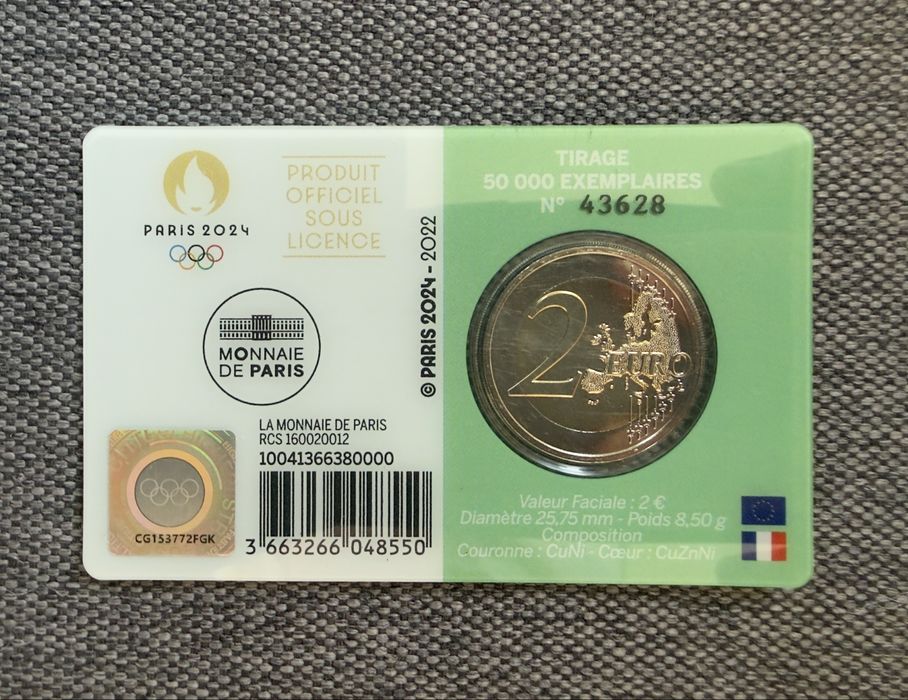 PARIS 2024
PRODUIT
OFFICIEL
SOUS
LICENCE
MONNAIE
DE PARIS
© PARIS 2024 - 2022
LA MONNAIE DE PARIS
RCS 160020012
10041366380000
3 663266 048550
CG153772FGK
TIRAGE
50 000 EXEMPLAIRES
N° 43628
2 EURO
Valeur Faciale : 2 €
Diamètre 25,75 mm - Poids 8,50 g
Composition
Couronne : CuNi - Cœur : CuZnNi